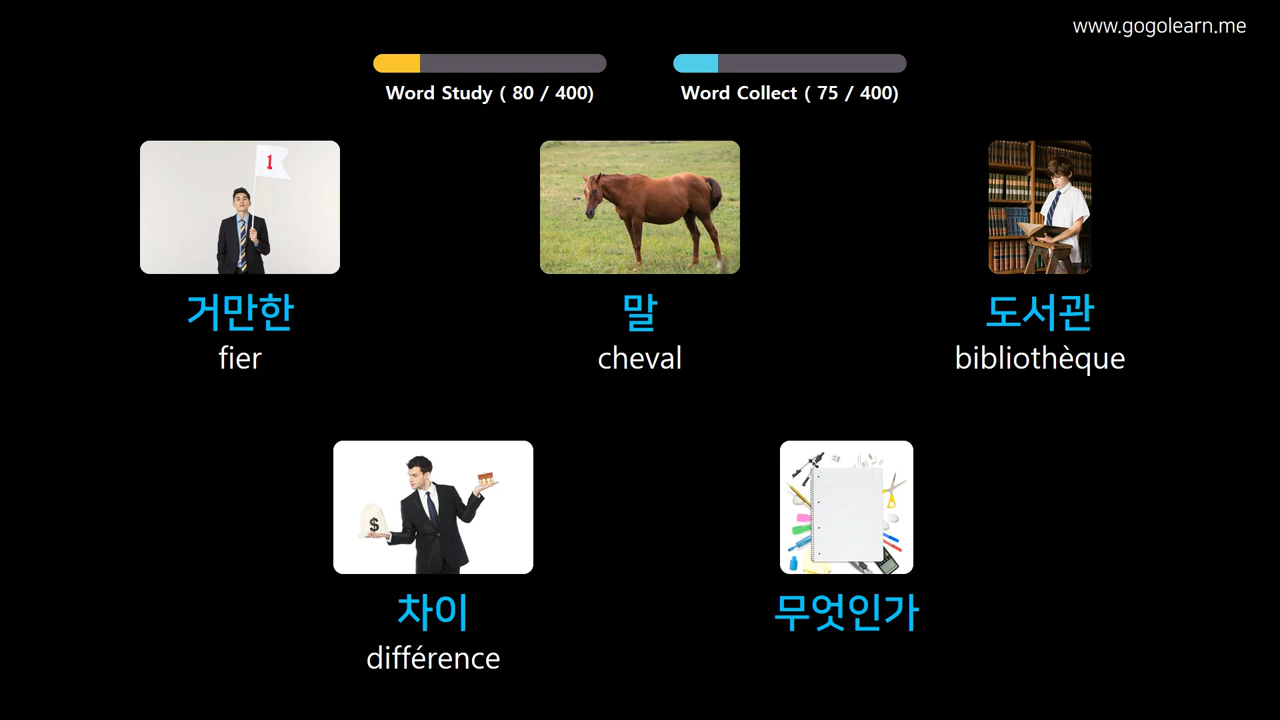 www.gogolearn.me
Word Study ( 80 / 400)
Word Collect ( 75 / 400)
1
거만한
fier
말
cheval
도서관
bibliothèque
$
차이
différence
무엇인가